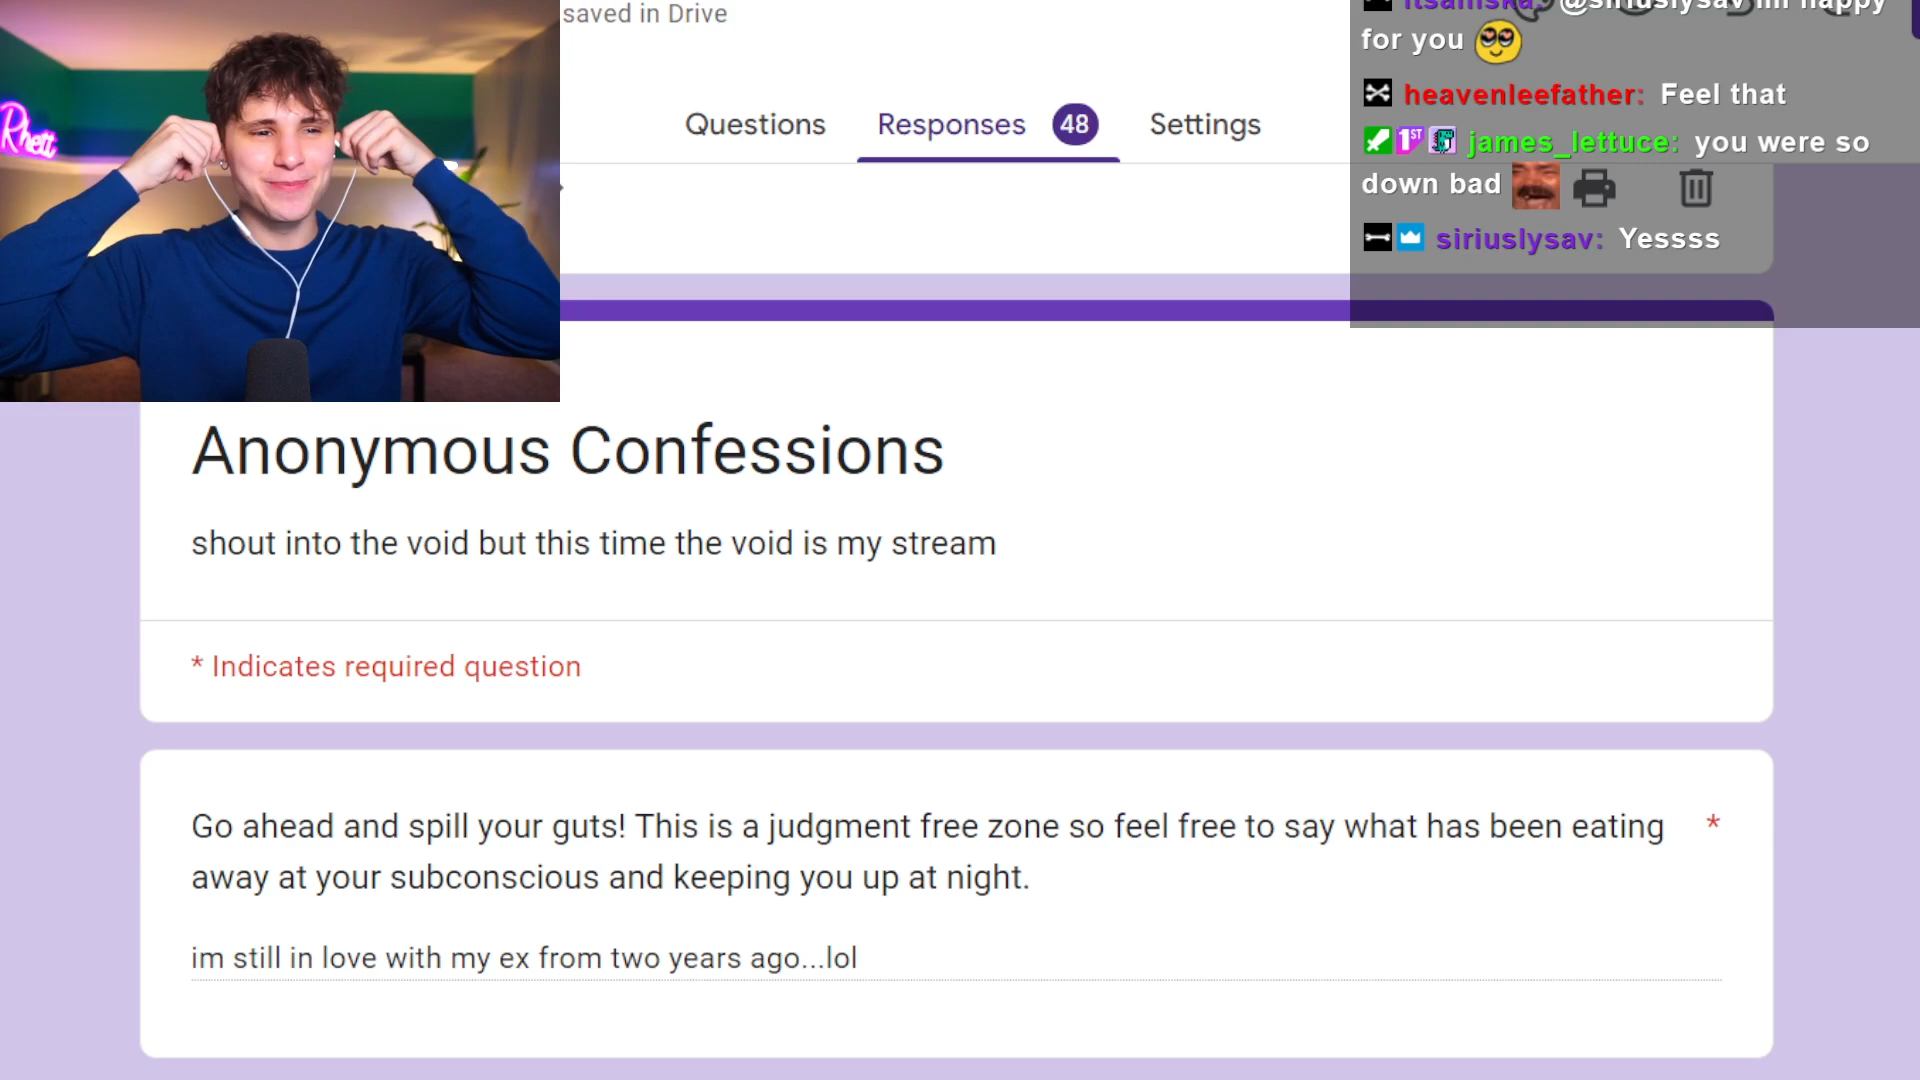 saved in Drive
Rhett
Questions
Responses
48
Settings
for you
heavenleefather: Feel that
1ST
james_lettuce: you were so
down bad
siriuslysav: Yessss
Anonymous Confessions
shout into the void but this time the void is my stream
* Indicates required question
Go ahead and spill your guts! This is a judgment free zone so feel free to say what has been eating *
away at your subconscious and keeping you up at night.
im still in love with my ex from two years ago...lol